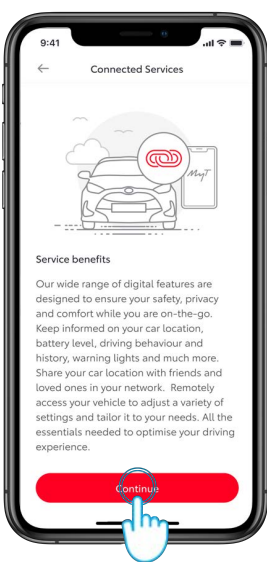 9:41
Connected Services
MyT
Service benefits
Our wide range of digital features are
designed to ensure your safety, privacy
and comfort while you are on-the-go.
Keep informed on your car location,
battery level, driving behaviour and
history, warning lights and much more.
Share your car location with friends and
loved ones in your network. Remotely
access your vehicle to adjust a variety of
settings and tailor it to your needs. All the
essentials needed to optimise your driving
experience.
Continue